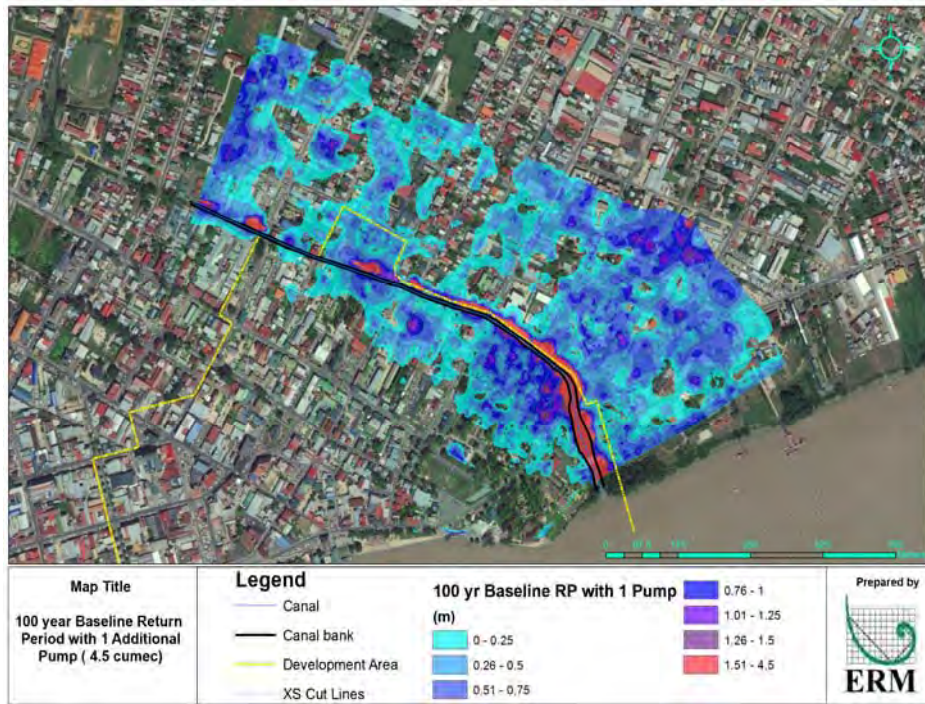 Map Title
100 year Baseline Return
Period with 1 Additional
Pump ( 4.5 cumec)
Legend
Canal
Canal bank
Development Area
XS Cut Lines
100 yr Baseline RP with 1 Pump
(m)
0 - 0.25
0.26 - 0.5
0.51 - 0.75
0.76 - 1
1.01 - 1.25
1.26 - 1.5
1.51 - 4.5
Prepared by
ERM